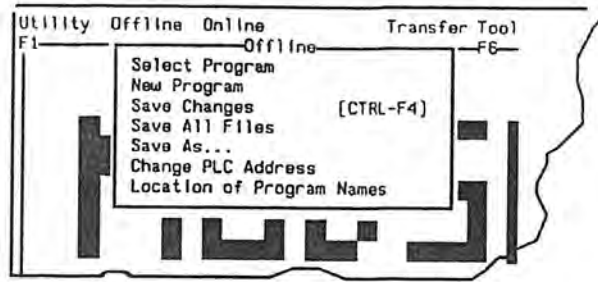 Utility Offline Online Transfer Tool
F1 Offline F6
Select Program
New Program
Save Changes [CTRL-F4]
Save All Files
Save As...
Change PLC Address
Location of Program Names